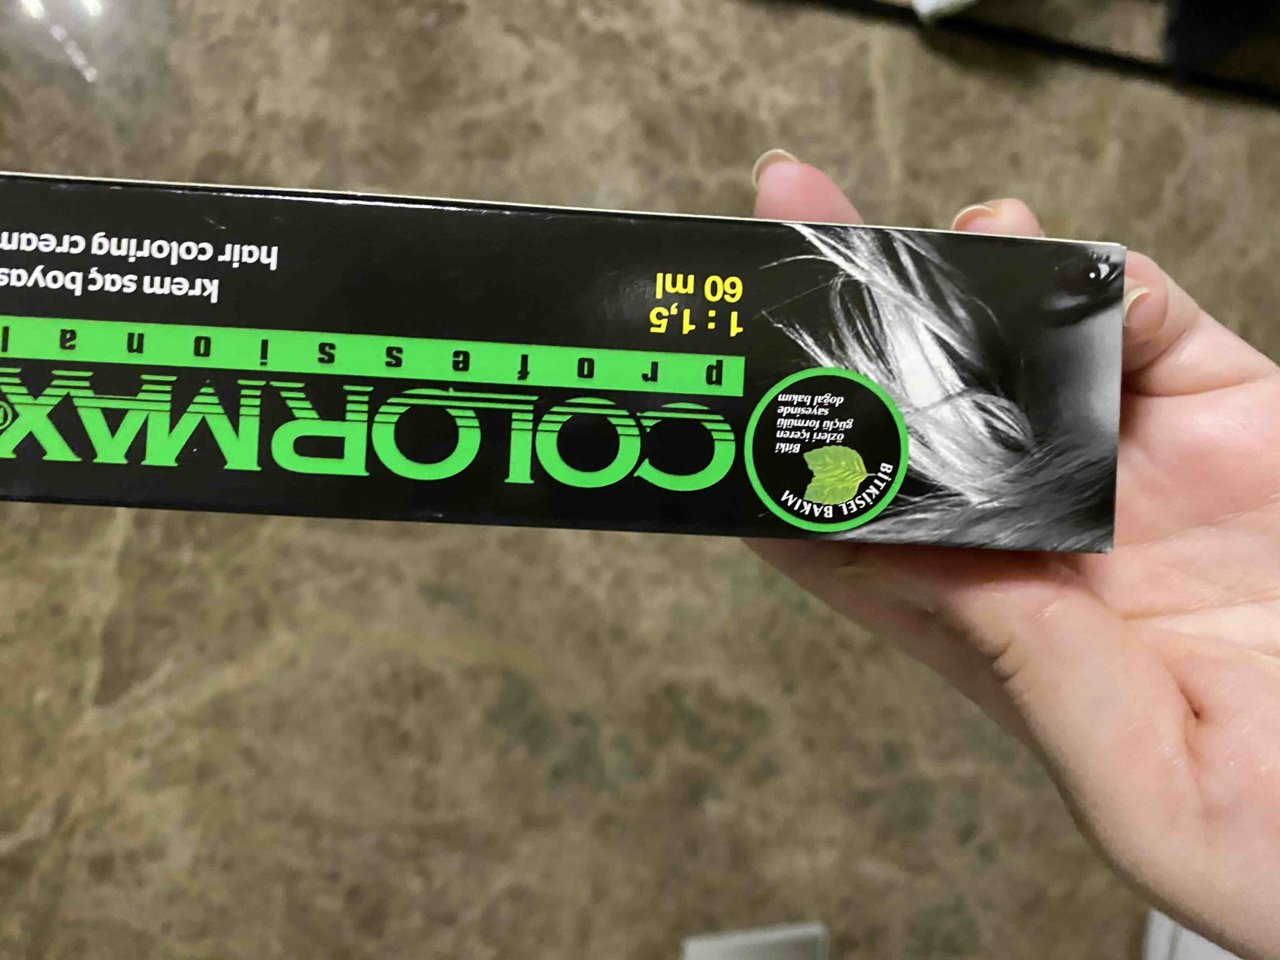 BİTKİSEL BAKIM
Bitki
özleri içeren
güçlü formülü
sayesinde
doğal bakım
COLORMAX®
professional
1 : 1,5
60 ml
krem saç boyas
hair coloring cream